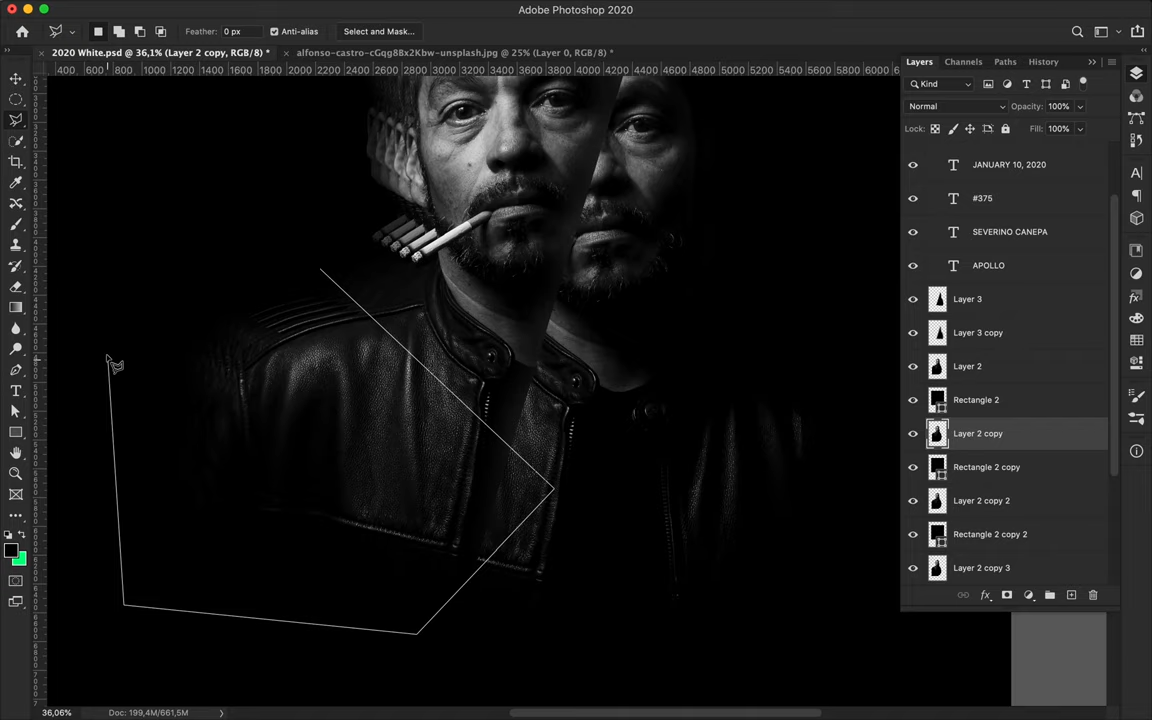 Adobe Photoshop 2020
Feather: 0 px Anti-alias Select and Mask...
2020 White.psd @ 36,1% (Layer 2 copy, RGB/8) *
alfonso-castro-cGqg8Bx2Kbw-unsplash.jpg @ 25% (Layer 0, RGB/8) *
400 600 800 1000 1200 1400 1600 1800 2000 2200 2400 2600 2800 3000 3200 3400 3600 3800 4000 4200 4400 4600 4800 5000 5200 5400 5600 5800 6
Layers Channels Paths History
Kind
Normal Opacity: 100%
Lock: Fill: 100%
JANUARY 10, 2020
#375
SEVERINO CANEPA
APOLLO
Layer 3
Layer 3 copy
Layer 2
Rectangle 2
Layer 2 copy
Rectangle 2 copy
Layer 2 copy 2
Rectangle 2 copy 2
Layer 2 copy 3
36,06% Doc: 199,4M/661,5M